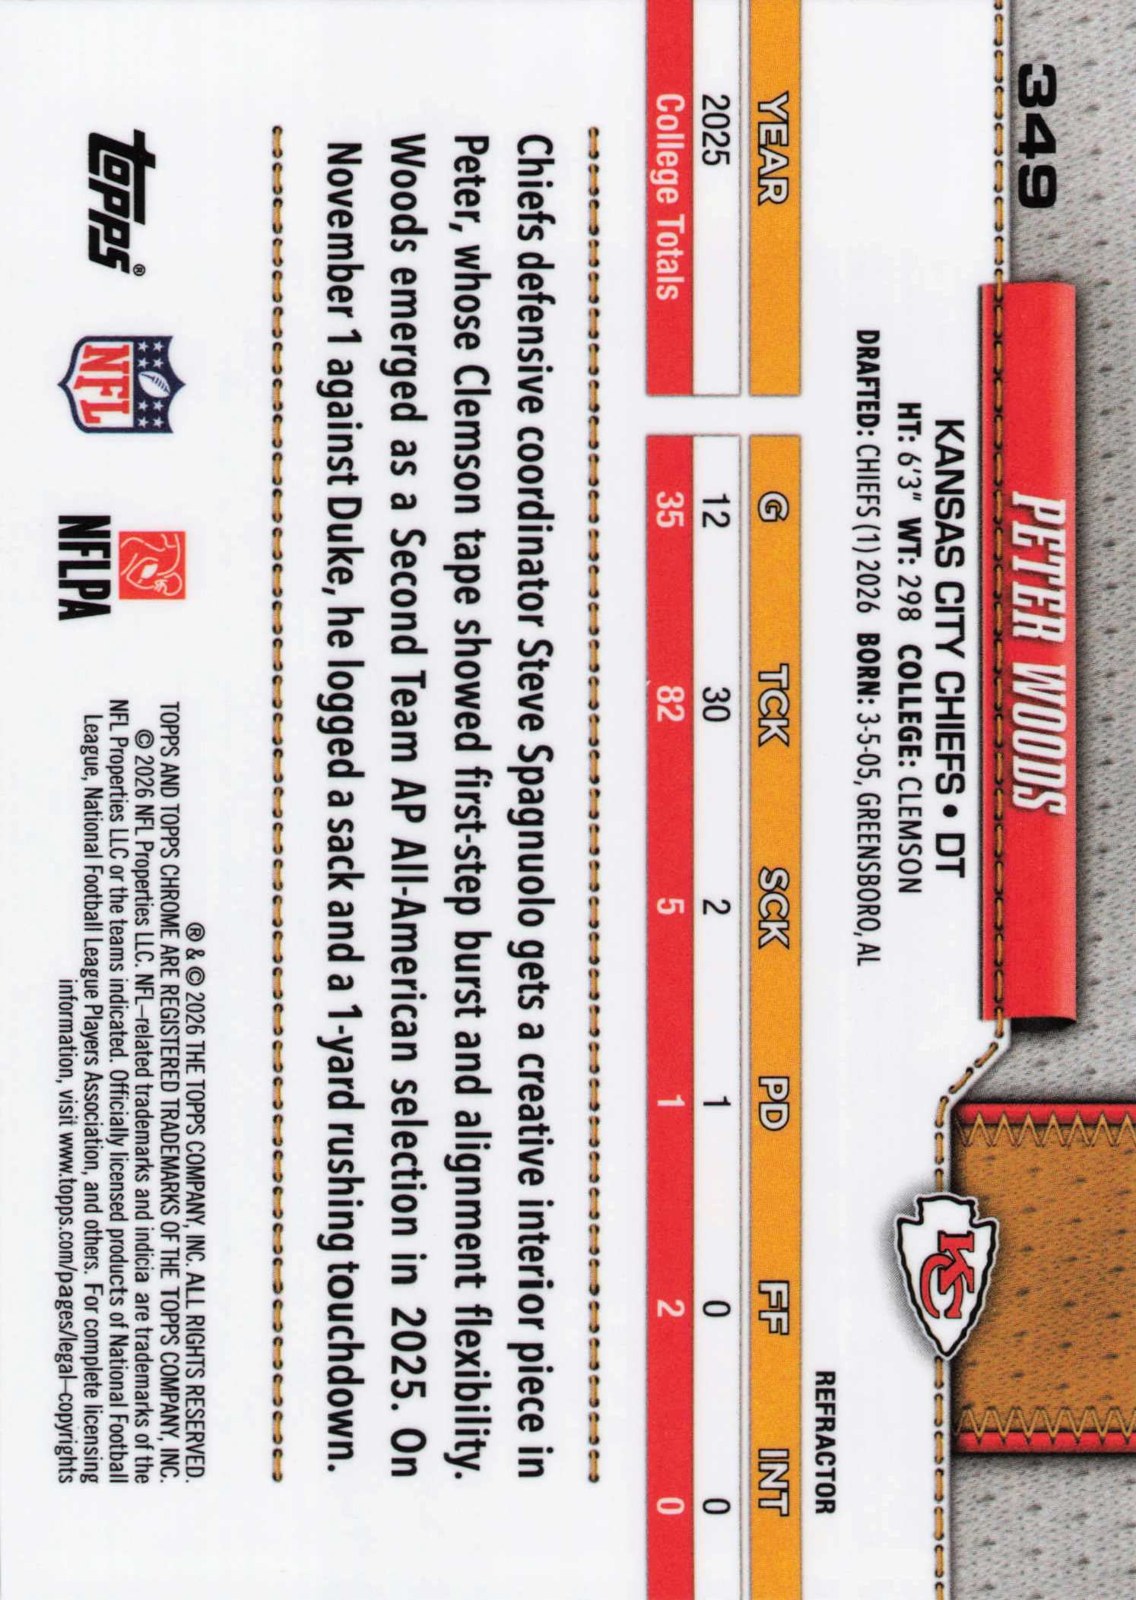 349
PETER WOODS
KANSAS CITY CHIEFS • DT
HT: 6'3" WT: 298 COLLEGE: CLEMSON
DRAFTED: CHIEFS (1) 2026 BORN: 3-5-05, GREENSBORO, AL
KC
REFRACTOR
YEAR G TCK SCK PD FF INT
2025 12 30 2 1 0 0
College Totals 35 82 5 1 2 0
Chiefs defensive coordinator Steve Spagnuolo gets a creative interior piece in
Peter, whose Clemson tape showed first-step burst and alignment flexibility.
Woods emerged as a Second Team AP All-American selection in 2025. On
November 1 against Duke, he logged a sack and a 1-yard rushing touchdown.
topps®
NFL
NFLPA
® & © 2026 THE TOPPS COMPANY, INC. ALL RIGHTS RESERVED.
TOPPS AND TOPPS CHROME ARE REGISTERED TRADEMARKS OF THE TOPPS COMPANY, INC.
© 2026 NFL Properties LLC. NFL-related trademarks and indicia are trademarks of the
NFL Properties LLC or the teams indicated. Officially licensed products of National Football
League, National Football League Players Association, and others. For complete licensing
information, visit www.topps.com/pages/legal-copyrights